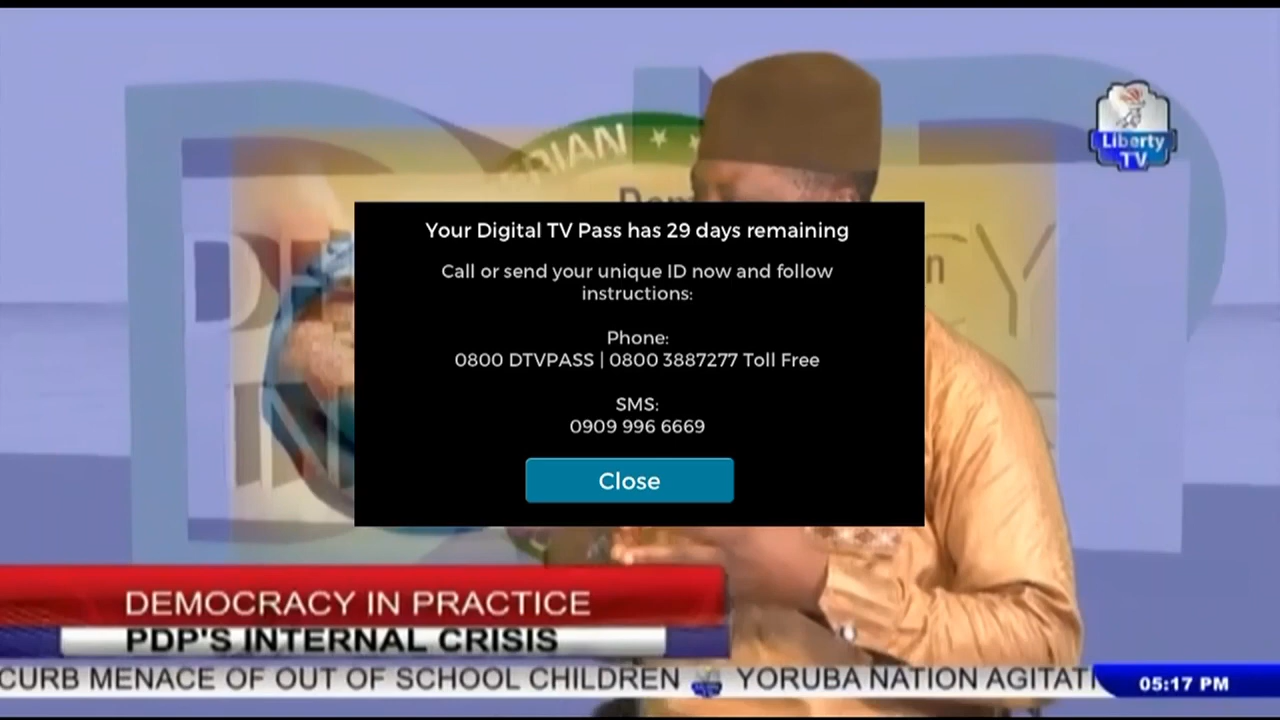 Liberty
TV
RIAN
Your Digital TV Pass has 29 days remaining
Call or send your unique ID now and follow
instructions:
Phone:
0800 DTVPASS | 0800 3887277 Toll Free
SMS:
0909 996 6669
Close
DEMOCRACY IN PRACTICE
PDP'S INTERNAL CRISIS
CURB MENACE OF OUT OF SCHOOL CHILDREN YORUBA NATION AGITATI
05:17 PM